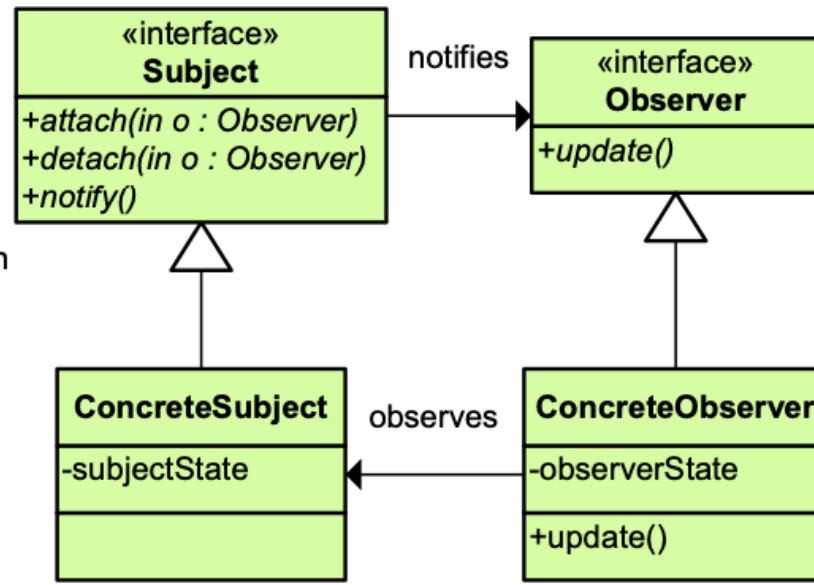 «interface»
Subject
+attach(in o : Observer)
+detach(in o : Observer)
+notify()
notifies
«interface»
Observer
+update()
n
ConcreteSubject
-subjectState
observes
ConcreteObserver
-observerState
+update()